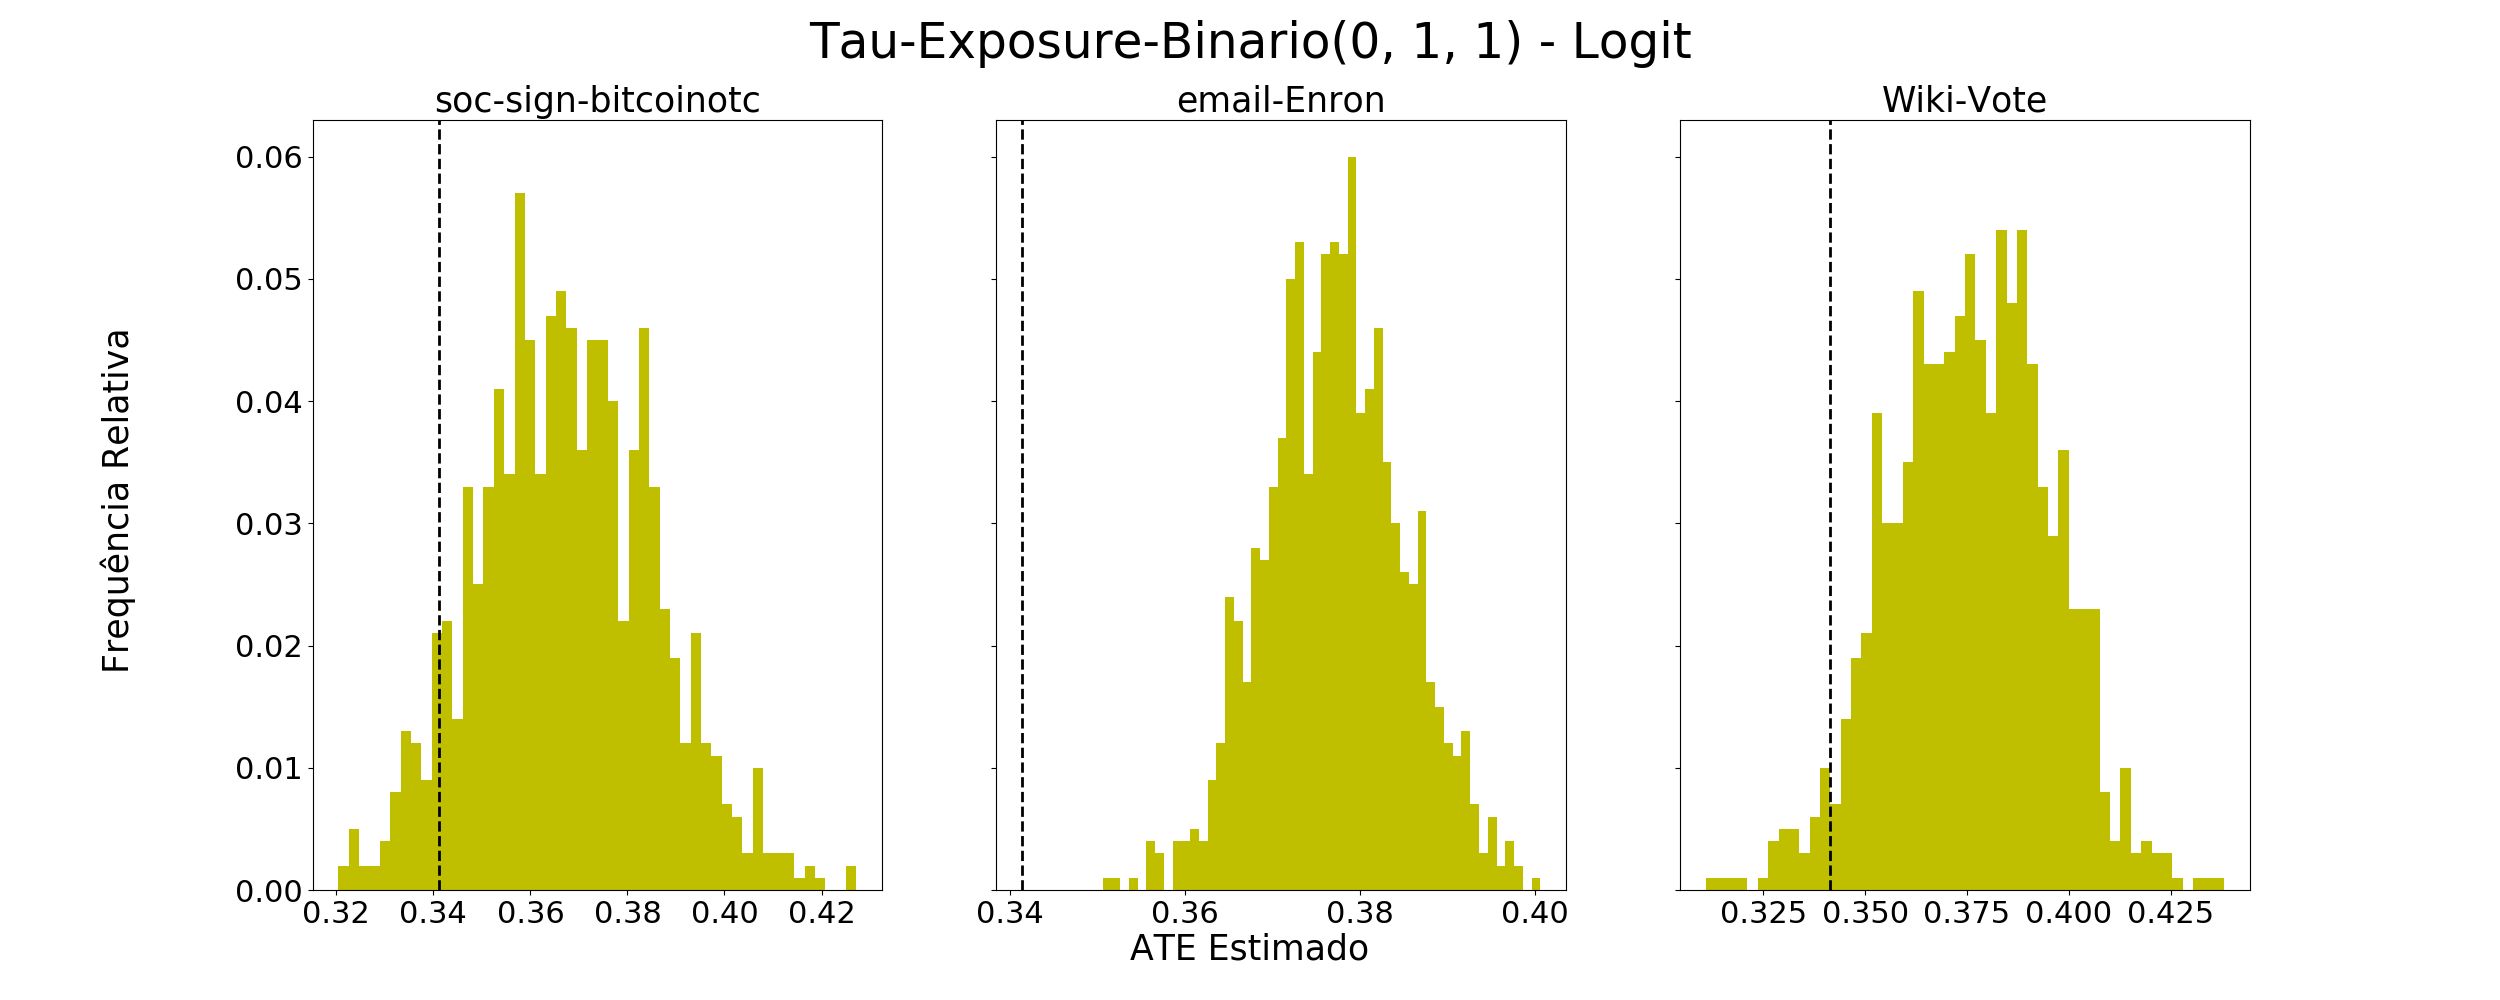 Tau-Exposure-Binario(0, 1, 1) - Logit
soc-sign-bitcoinotc
email-Enron
Wiki-Vote
Frequência Relativa
0.06
0.05
0.04
0.03
0.02
0.01
0.00
0.32 0.34 0.36 0.38 0.40 0.42
0.34 0.36 0.38 0.40
0.325 0.350 0.375 0.400 0.425
ATE Estimado